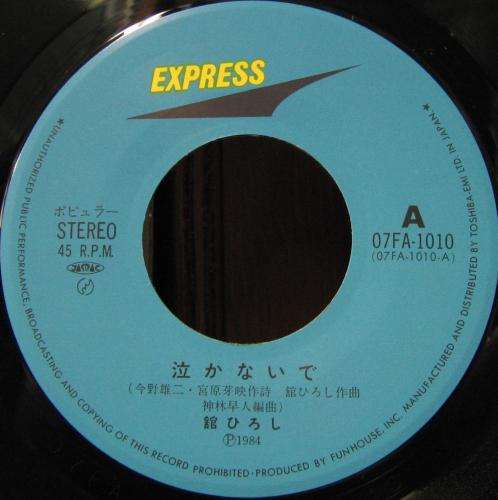 EXPRESS
ポピュラー
STEREO
45 R.P.M.
JASRAC
A
07FA-1010
(07FA-1010-A)
泣かないで
(今野雄二・宮原芽映作詩 舘ひろし作曲
神林早人編曲)
舘ひろし
Ⓟ1984
★UNAUTHORIZED PUBLIC PERFORMANCE, BROADCASTING AND COPYING OF THIS RECORD PROHIBITED・PRODUCED BY FUNHOUSE, INC. MANUFACTURED AND DISTRIBUTED BY TOSHIBA-EMI LTD. IN JAPAN★